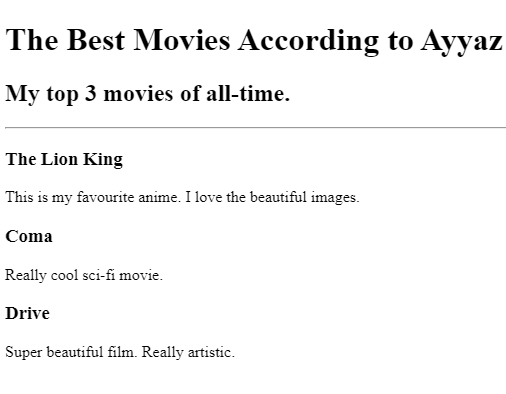 The Best Movies According to Ayyaz
My top 3 movies of all-time.
The Lion King
This is my favourite anime. I love the beautiful images.
Coma
Really cool sci-fi movie.
Drive
Super beautiful film. Really artistic.